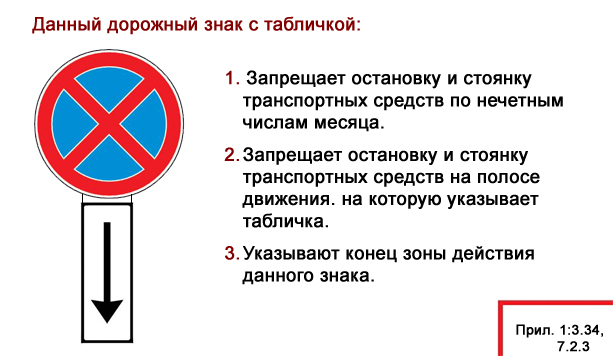 Данный дорожный знак с табличкой:
1. Запрещает остановку и стоянку
транспортных средств по нечетным
числам месяца.
2. Запрещает остановку и стоянку
транспортных средств на полосе
движения. на которую указывает
табличка.
3. Указывают конец зоны действия
данного знака.
Прил. 1:3.34,
7.2.3